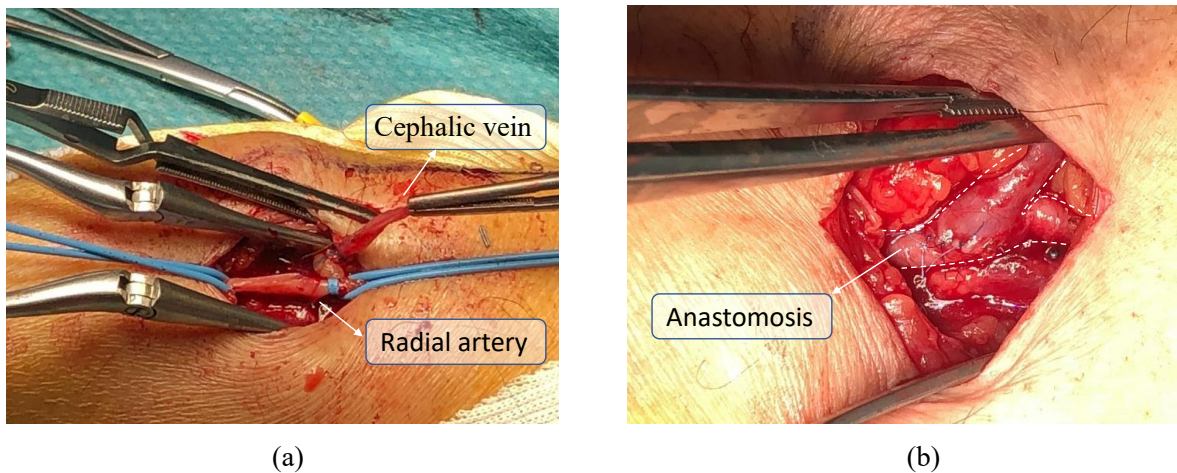 Cephalic vein
Radial artery
Anastomosis
(a)
(b)